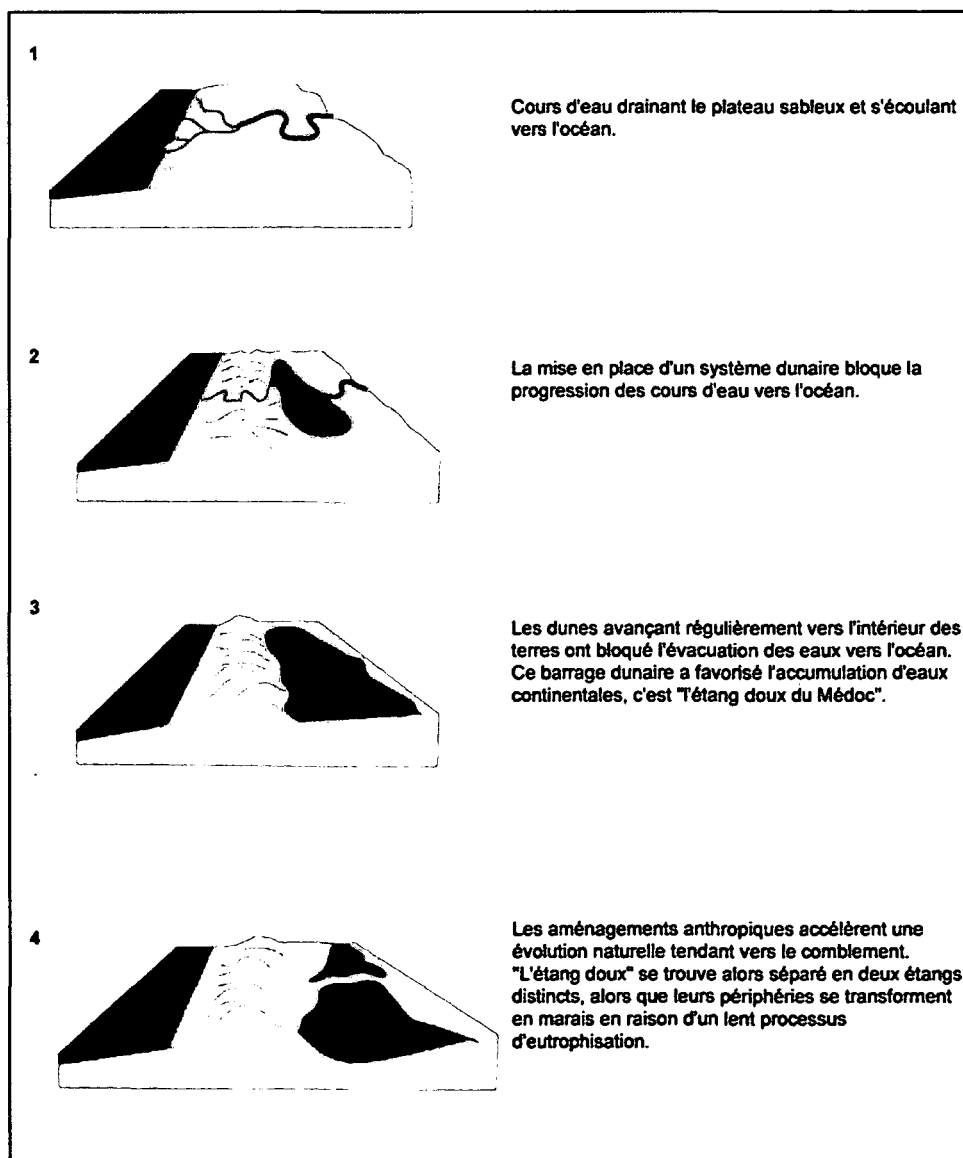 1
Cours d'eau drainant le plateau sableux et s'écoulant
vers l'océan.
2
La mise en place d'un système dunaire bloque la
progression des cours d'eau vers l'océan.
3
Les dunes avançant régulièrement vers l'intérieur des
terres ont bloqué l'évacuation des eaux vers l'océan.
Ce barrage dunaire a favorisé l'accumulation d'eaux
continentales, c'est "l'étang doux du Médoc".
4
Les aménagements anthropiques accélèrent une
évolution naturelle tendant vers le comblement.
"L'étang doux" se trouve alors séparé en deux étangs
distincts, alors que leurs périphéries se transforment
en marais en raison d'un lent processus
d'eutrophisation.